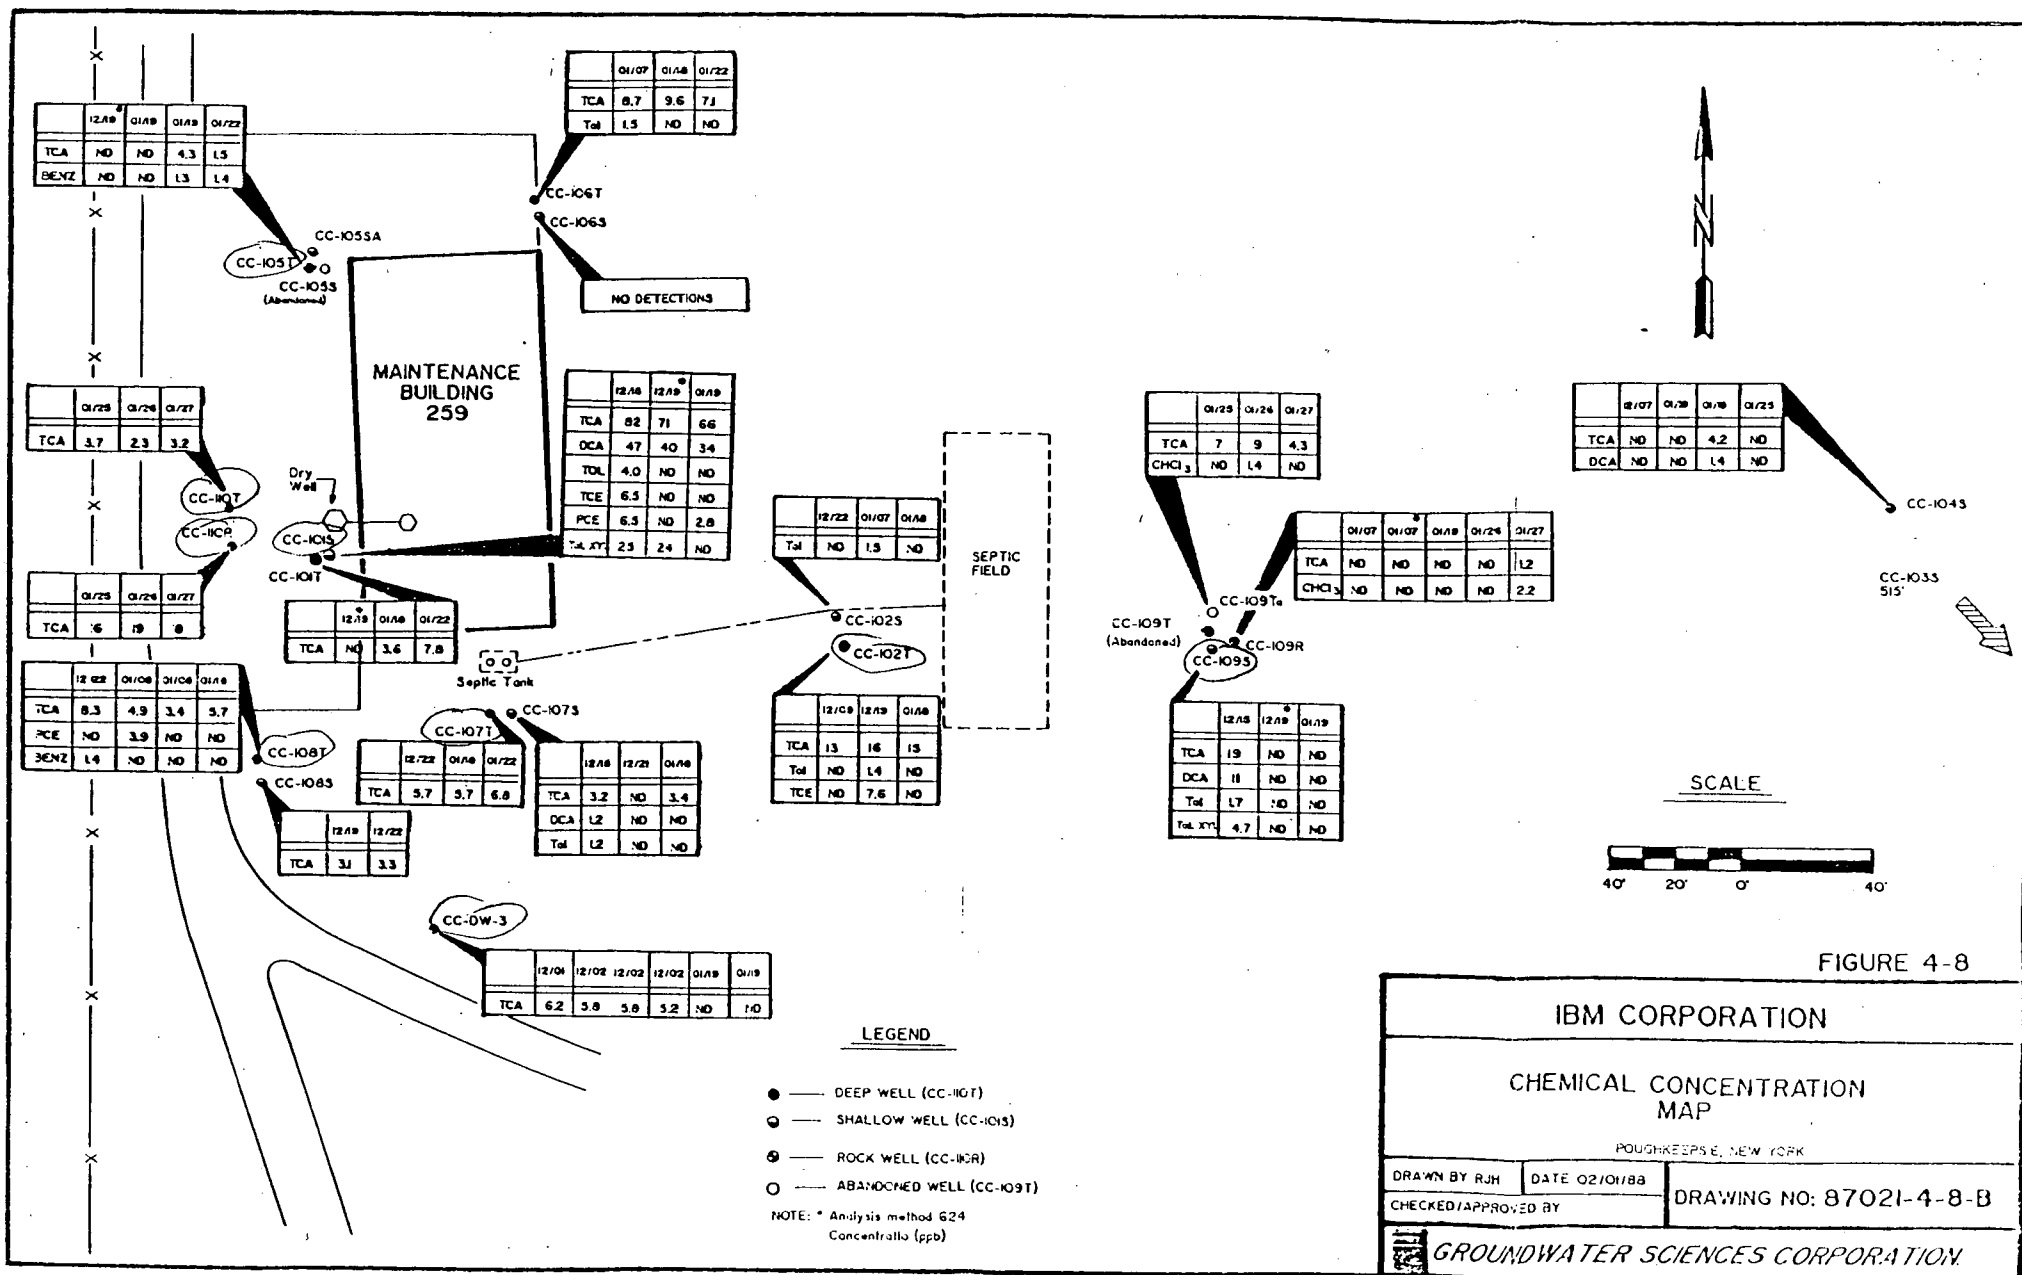 01/07 01/18 01/22
TCA 8.7 9.6 7.1
Tol 1.5 ND ND
12/19* 01/19 01/19 01/22
TCA ND ND 4.3 1.5
BENZ ND ND 1.3 1.4
CC-106T
CC-106S
NO DETECTIONS
CC-105SA
CC-105T
CC-105S
(Abandoned)
MAINTENANCE
BUILDING
259
01/25 01/26 01/27
TCA 3.7 2.3 3.2
CC-110T
CC-110R
Dry
Well
CC-101S
CC-101T
12/18 12/19* 01/19
TCA 82 71 66
DCA 47 40 34
TOL 4.0 ND ND
TCE 6.5 ND ND
PCE 6.5 ND 2.8
Tot. XYL 25 24 ND
01/25 01/26 01/27
TCA 16 19 18
12/19* 01/18 01/22
TCA ND 3.6 7.8
12/22 01/07 01/18
Tol ND 1.5 ND
SEPTIC
FIELD
CC-102S
CC-102T
12/09 12/19 01/18
TCA 13 16 15
Tol ND 1.4 ND
TCE ND 7.6 ND
01/25 01/26 01/27
TCA 7 9 4.3
CHCl3 ND 1.4 ND
01/07 01/07* 01/19 01/26 01/27
TCA ND ND ND ND 1.2
CHCl3 ND ND ND ND 2.2
CC-109Ta
CC-109T
(Abandoned)
CC-109R
CC-109S
12/15 12/19* 01/19
TCA 19 ND ND
DCA 11 ND ND
Tol 1.7 ND ND
Tot. XYL 4.7 ND ND
12/07 01/19 01/25
TCA ND ND 4.2 ND
DCA ND ND 1.4 ND
CC-104S
CC-103S
515'
Septic Tank
12/22 01/08 01/08 01/18
TCA 8.3 4.9 3.4 5.7
PCE ND 3.9 ND ND
BENZ 1.4 ND ND ND
CC-108T
CC-108S
12/19 12/22
TCA 3.1 3.3
CC-107S
CC-107T
12/22 01/18 01/22
TCA 5.7 5.7 6.8
12/18 12/21 01/18
TCA 3.2 ND 3.4
DCA 1.2 ND ND
Tol 1.2 ND ND
CC-DW-3
12/01 12/02 12/02 12/02 01/19 01/19
TCA 6.2 5.8 5.8 5.2 ND ND
N
SCALE
40' 20' 0' 40'
LEGEND
DEEP WELL (CC-110T)
SHALLOW WELL (CC-101S)
ROCK WELL (CC-110R)
ABANDONED WELL (CC-109T)
NOTE: * Analysis method 624
Concentratio (ppb)
FIGURE 4-8
IBM CORPORATION
CHEMICAL CONCENTRATION
MAP
POUGHKEEPSIE, NEW YORK
DRAWN BY RJH DATE 02/01/88
CHECKED/APPROVED BY
DRAWING NO: 87021-4-8-B
GROUNDWATER SCIENCES CORPORATION